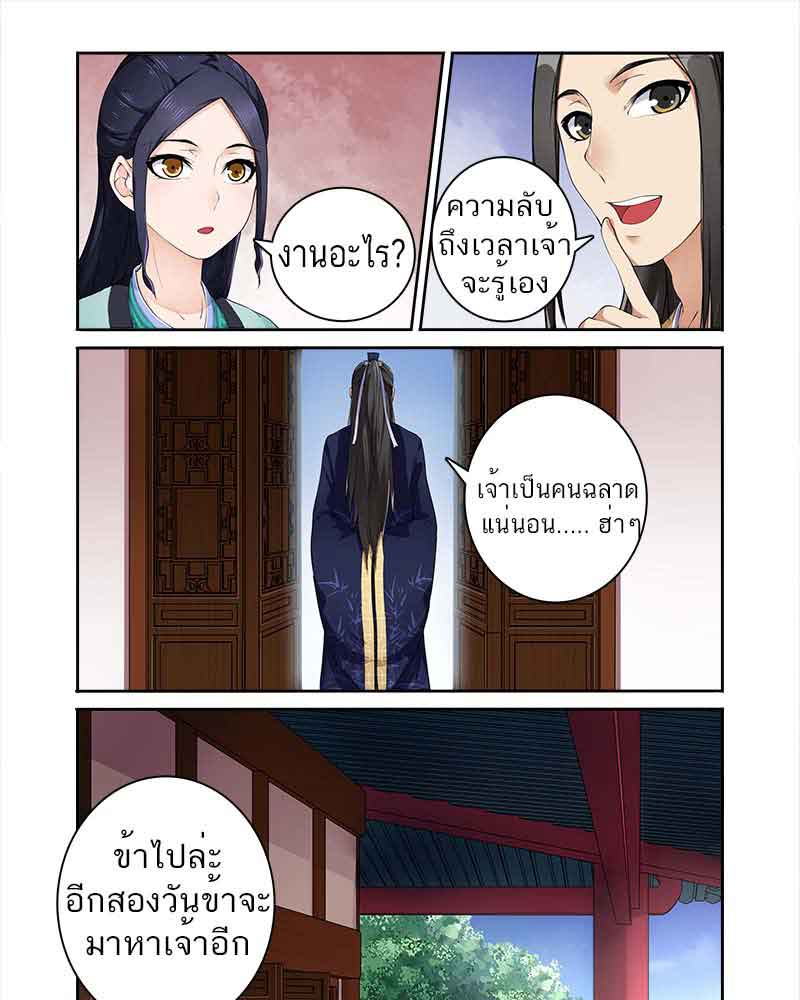 งานอะไร?
ความลับ
ถึงเวลาเจ้า
จะรู้เอง
เจ้าเป็นคนฉลาด
แน่นอน..... ฮ่าๆ
ข้าไปล่ะ
อีกสองวันข้าจะ
มาหาเจ้าอีก